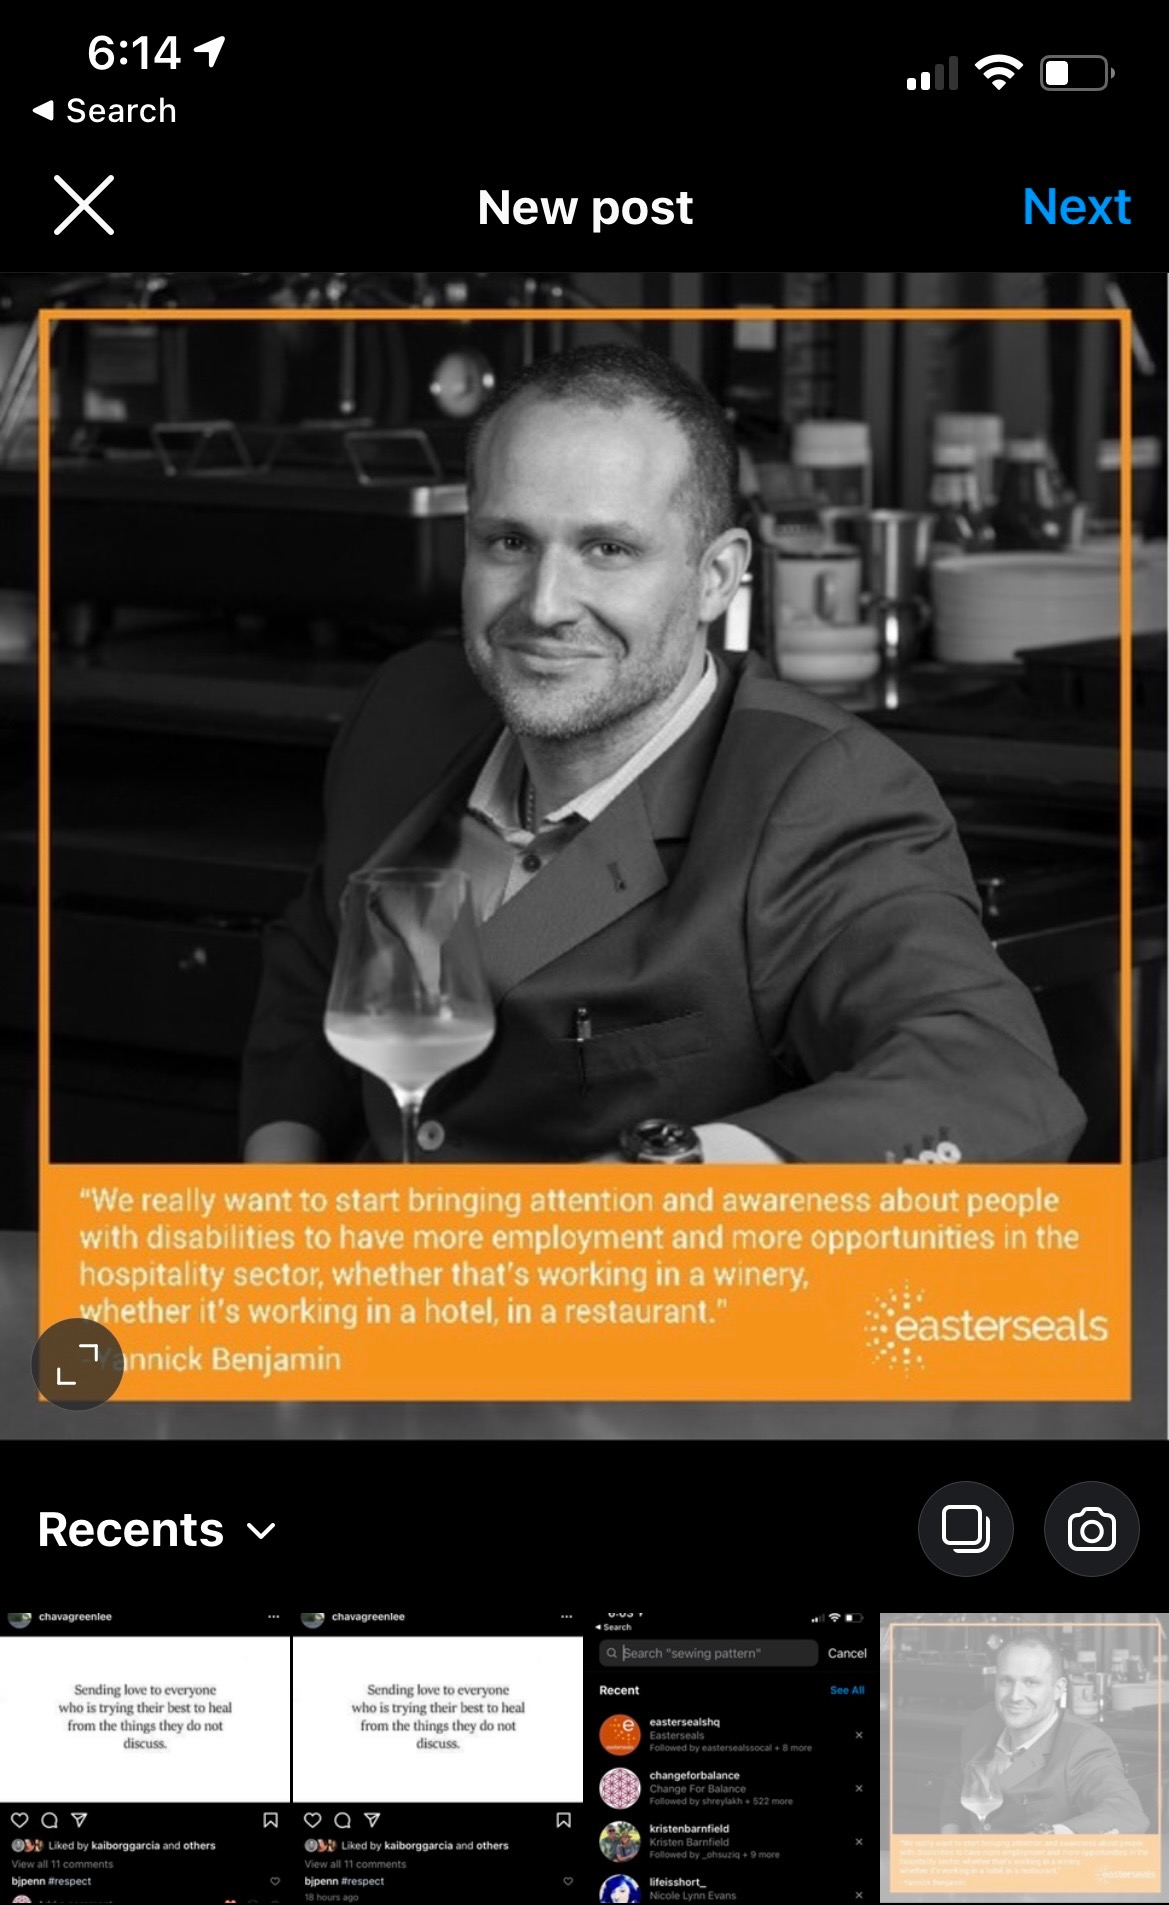 6:14
Search
New post
Next
“We really want to start bringing attention and awareness about people
with disabilities to have more employment and more opportunities in the
hospitality sector, whether that's working in a winery,
whether it's working in a hotel, in a restaurant.”
-Yannick Benjamin
easterseals
Recents
chavagreenlee
Sending love to everyone
who is trying their best to heal
from the things they do not
discuss.
Liked by kaiborggarcia and others
View all 11 comments
bjpenn #respect
chavagreenlee
Sending love to everyone
who is trying their best to heal
from the things they do not
discuss.
Liked by kaiborggarcia and others
View all 11 comments
bjpenn #respect
18 hours ago
Search
Search "sewing pattern"
Cancel
Recent
See All
eastersealshq
Easterseals
Followed by eastersealssocal + 8 more
changeforbalance
Change For Balance
Followed by shreylakh + 522 more
kristenbarnfield
Kristen Barnfield
Followed by _ohsuziq + 9 more
lifeisshort_
Nicole Lynn Evans